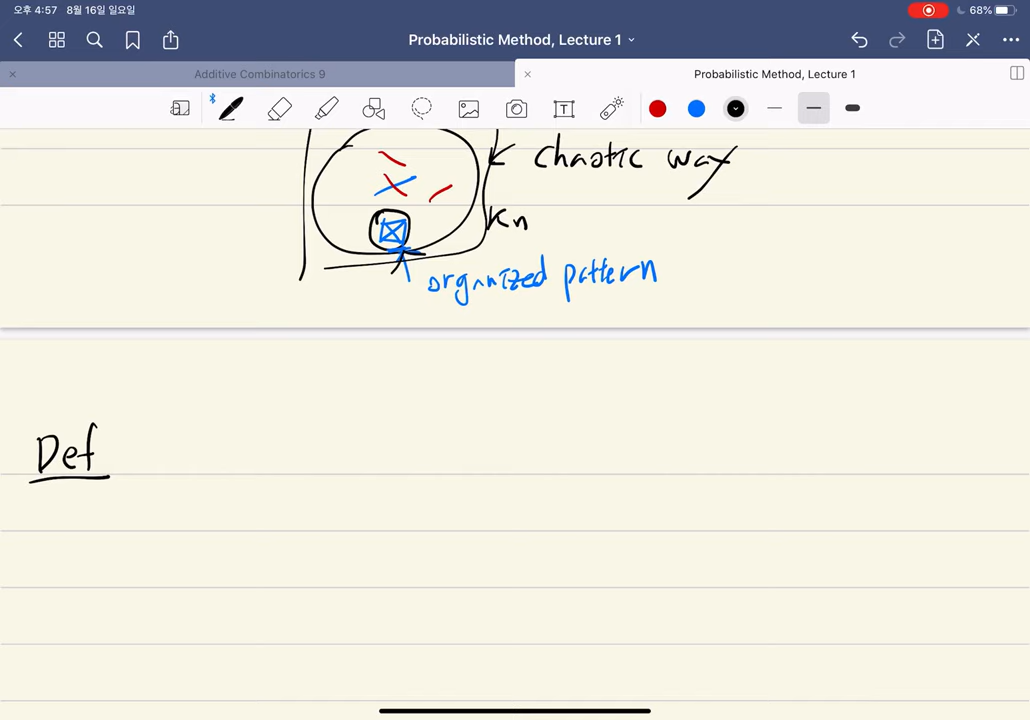 오후 4:57 8월 16일 일요일
68%
Probabilistic Method, Lecture 1
Additive Combinatorics 9
Probabilistic Method, Lecture 1
T
chaotic way
Kn
organized pattern
Def